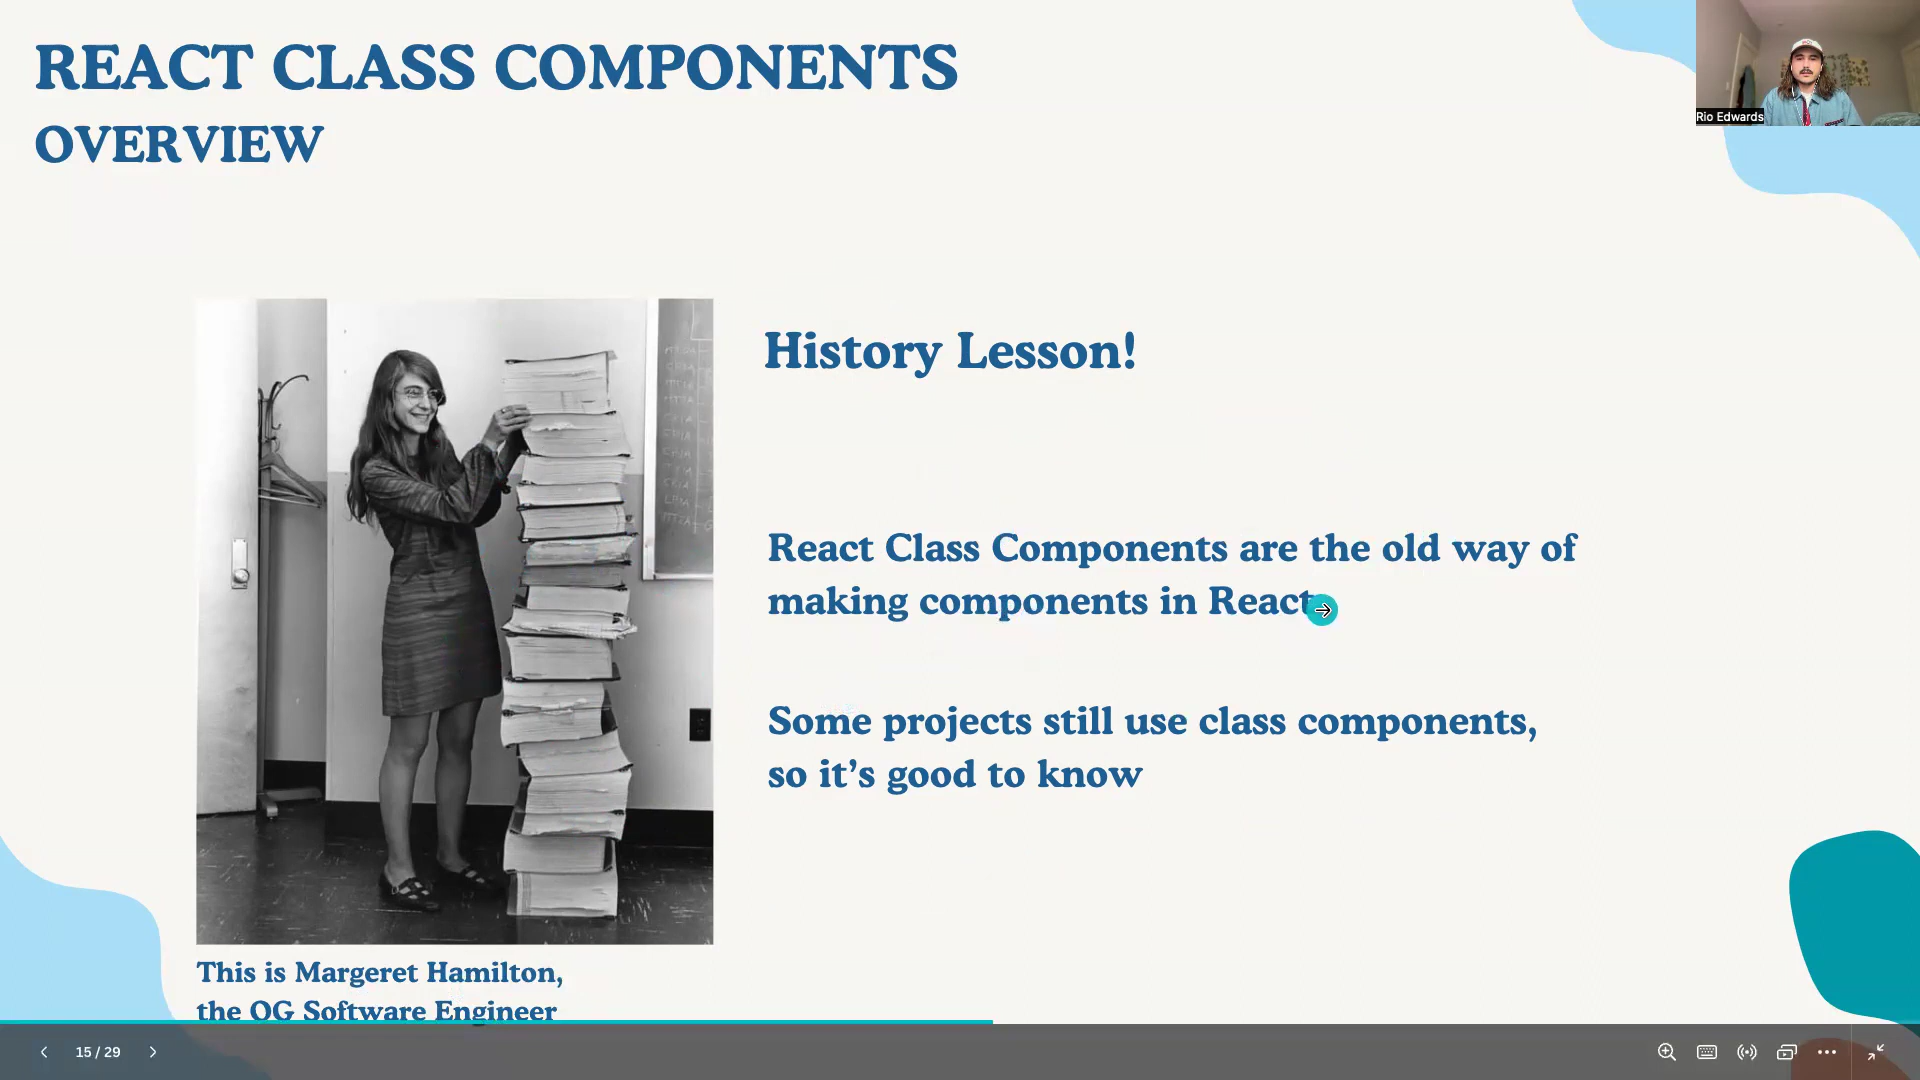 REACT CLASS COMPONENTS
OVERVIEW
Rio Edwards
History Lesson!
React Class Components are the old way of
making components in React
Some projects still use class components,
so it's good to know
This is Margeret Hamilton,
the OG Software Engineer
15 / 29